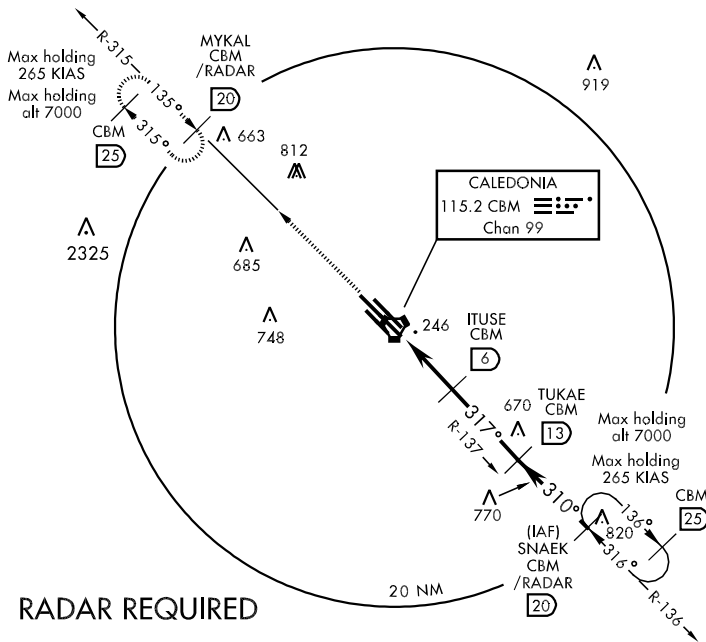 R-315
Max holding
265 KIAS
Max holding
alt 7000
135°
315°
CBM
25
MYKAL
CBM
/RADAR
20
663
812
919
2325
685
748
CALEDONIA
115.2 CBM
Chan 99
246
ITUSE
CBM
6
317°
R-137
670
TUKAE
CBM
13
Max holding
alt 7000
Max holding
265 KIAS
770
310°
136°
CBM
25
820
316°
(IAF)
SNAEK
CBM
/RADAR
20
R-136
20 NM
RADAR REQUIRED